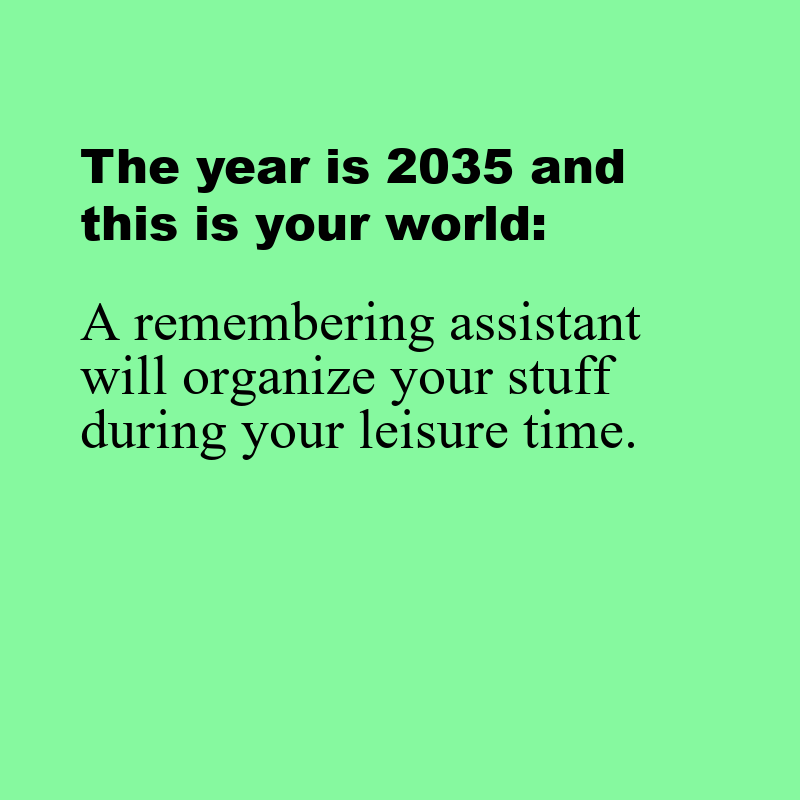 The year is 2035 and
this is your world:
A remembering assistant
will organize your stuff
during your leisure time.